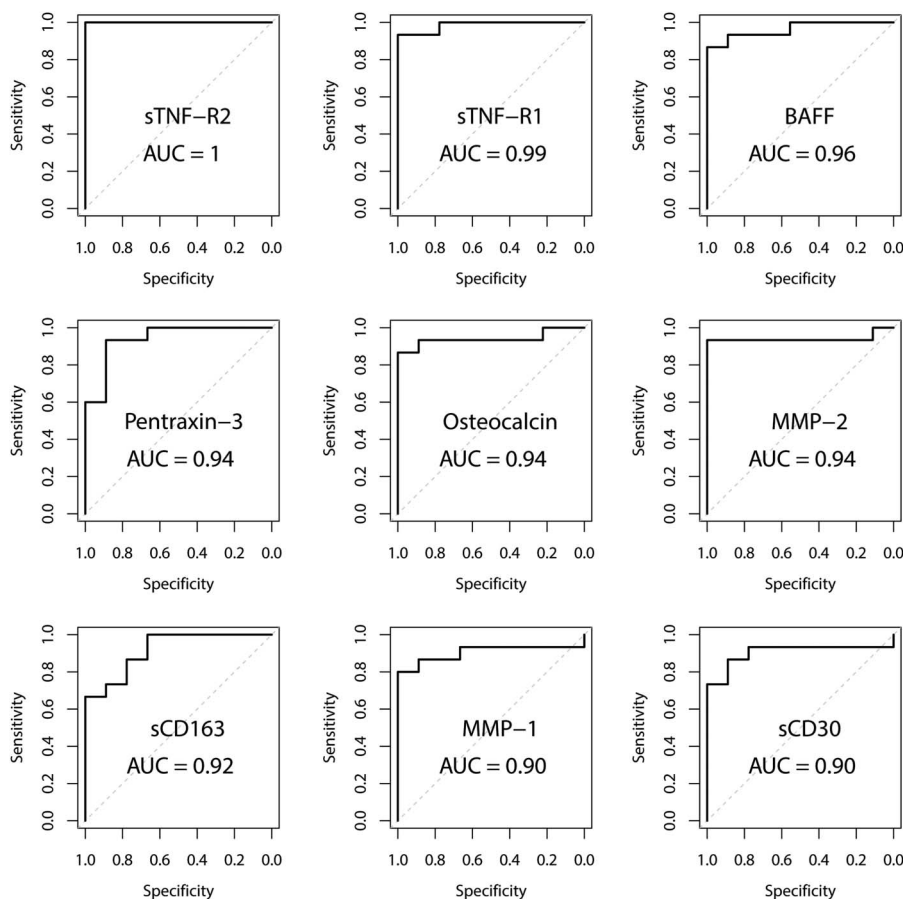 1.0
0.8
0.6
0.4
0.2
0.0
Sensitivity
sTNF−R2
AUC = 1
1.0 0.8 0.6 0.4 0.2 0.0
Specificity
1.0
0.8
0.6
0.4
0.2
0.0
Sensitivity
sTNF−R1
AUC = 0.99
1.0 0.8 0.6 0.4 0.2 0.0
Specificity
1.0
0.8
0.6
0.4
0.2
0.0
Sensitivity
BAFF
AUC = 0.96
1.0 0.8 0.6 0.4 0.2 0.0
Specificity
1.0
0.8
0.6
0.4
0.2
0.0
Sensitivity
Pentraxin−3
AUC = 0.94
1.0 0.8 0.6 0.4 0.2 0.0
Specificity
1.0
0.8
0.6
0.4
0.2
0.0
Sensitivity
Osteocalcin
AUC = 0.94
1.0 0.8 0.6 0.4 0.2 0.0
Specificity
1.0
0.8
0.6
0.4
0.2
0.0
Sensitivity
MMP−2
AUC = 0.94
1.0 0.8 0.6 0.4 0.2 0.0
Specificity
1.0
0.8
0.6
0.4
0.2
0.0
Sensitivity
sCD163
AUC = 0.92
1.0 0.8 0.6 0.4 0.2 0.0
Specificity
1.0
0.8
0.6
0.4
0.2
0.0
Sensitivity
MMP−1
AUC = 0.90
1.0 0.8 0.6 0.4 0.2 0.0
Specificity
1.0
0.8
0.6
0.4
0.2
0.0
Sensitivity
sCD30
AUC = 0.90
1.0 0.8 0.6 0.4 0.2 0.0
Specificity